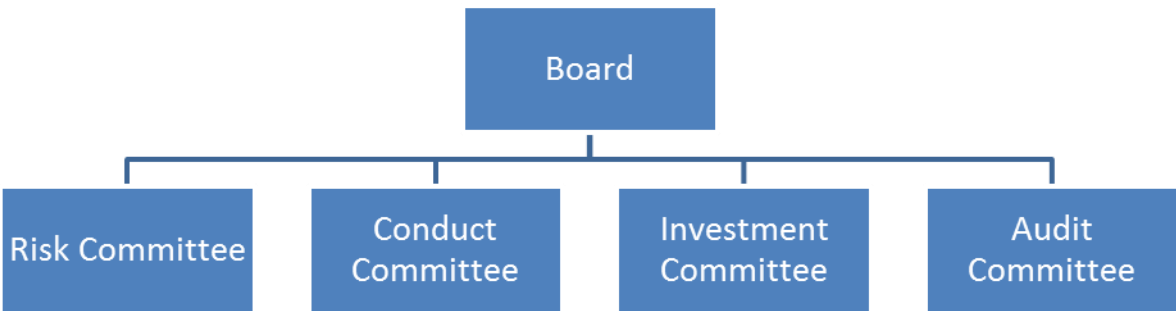 Board
Risk Committee
Conduct
Committee
Investment
Committee
Audit
Committee